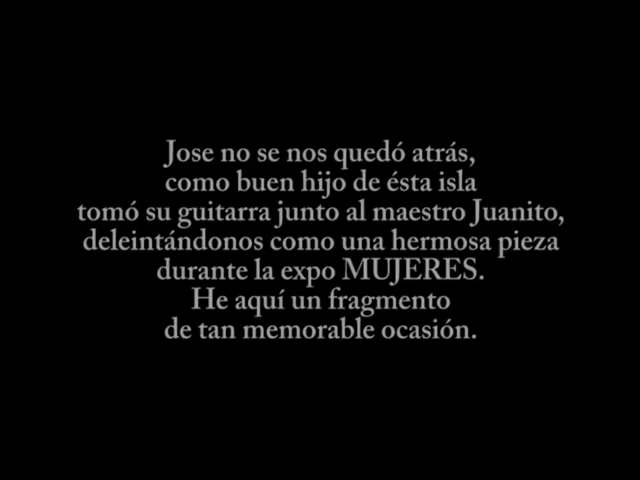 Jose no se nos quedó atrás,
como buen hijo de ésta isla
tomó su guitarra junto al maestro Juanito,
deleintándonos como una hermosa pieza
durante la expo MUJERES.
He aquí un fragmento
de tan memorable ocasión.